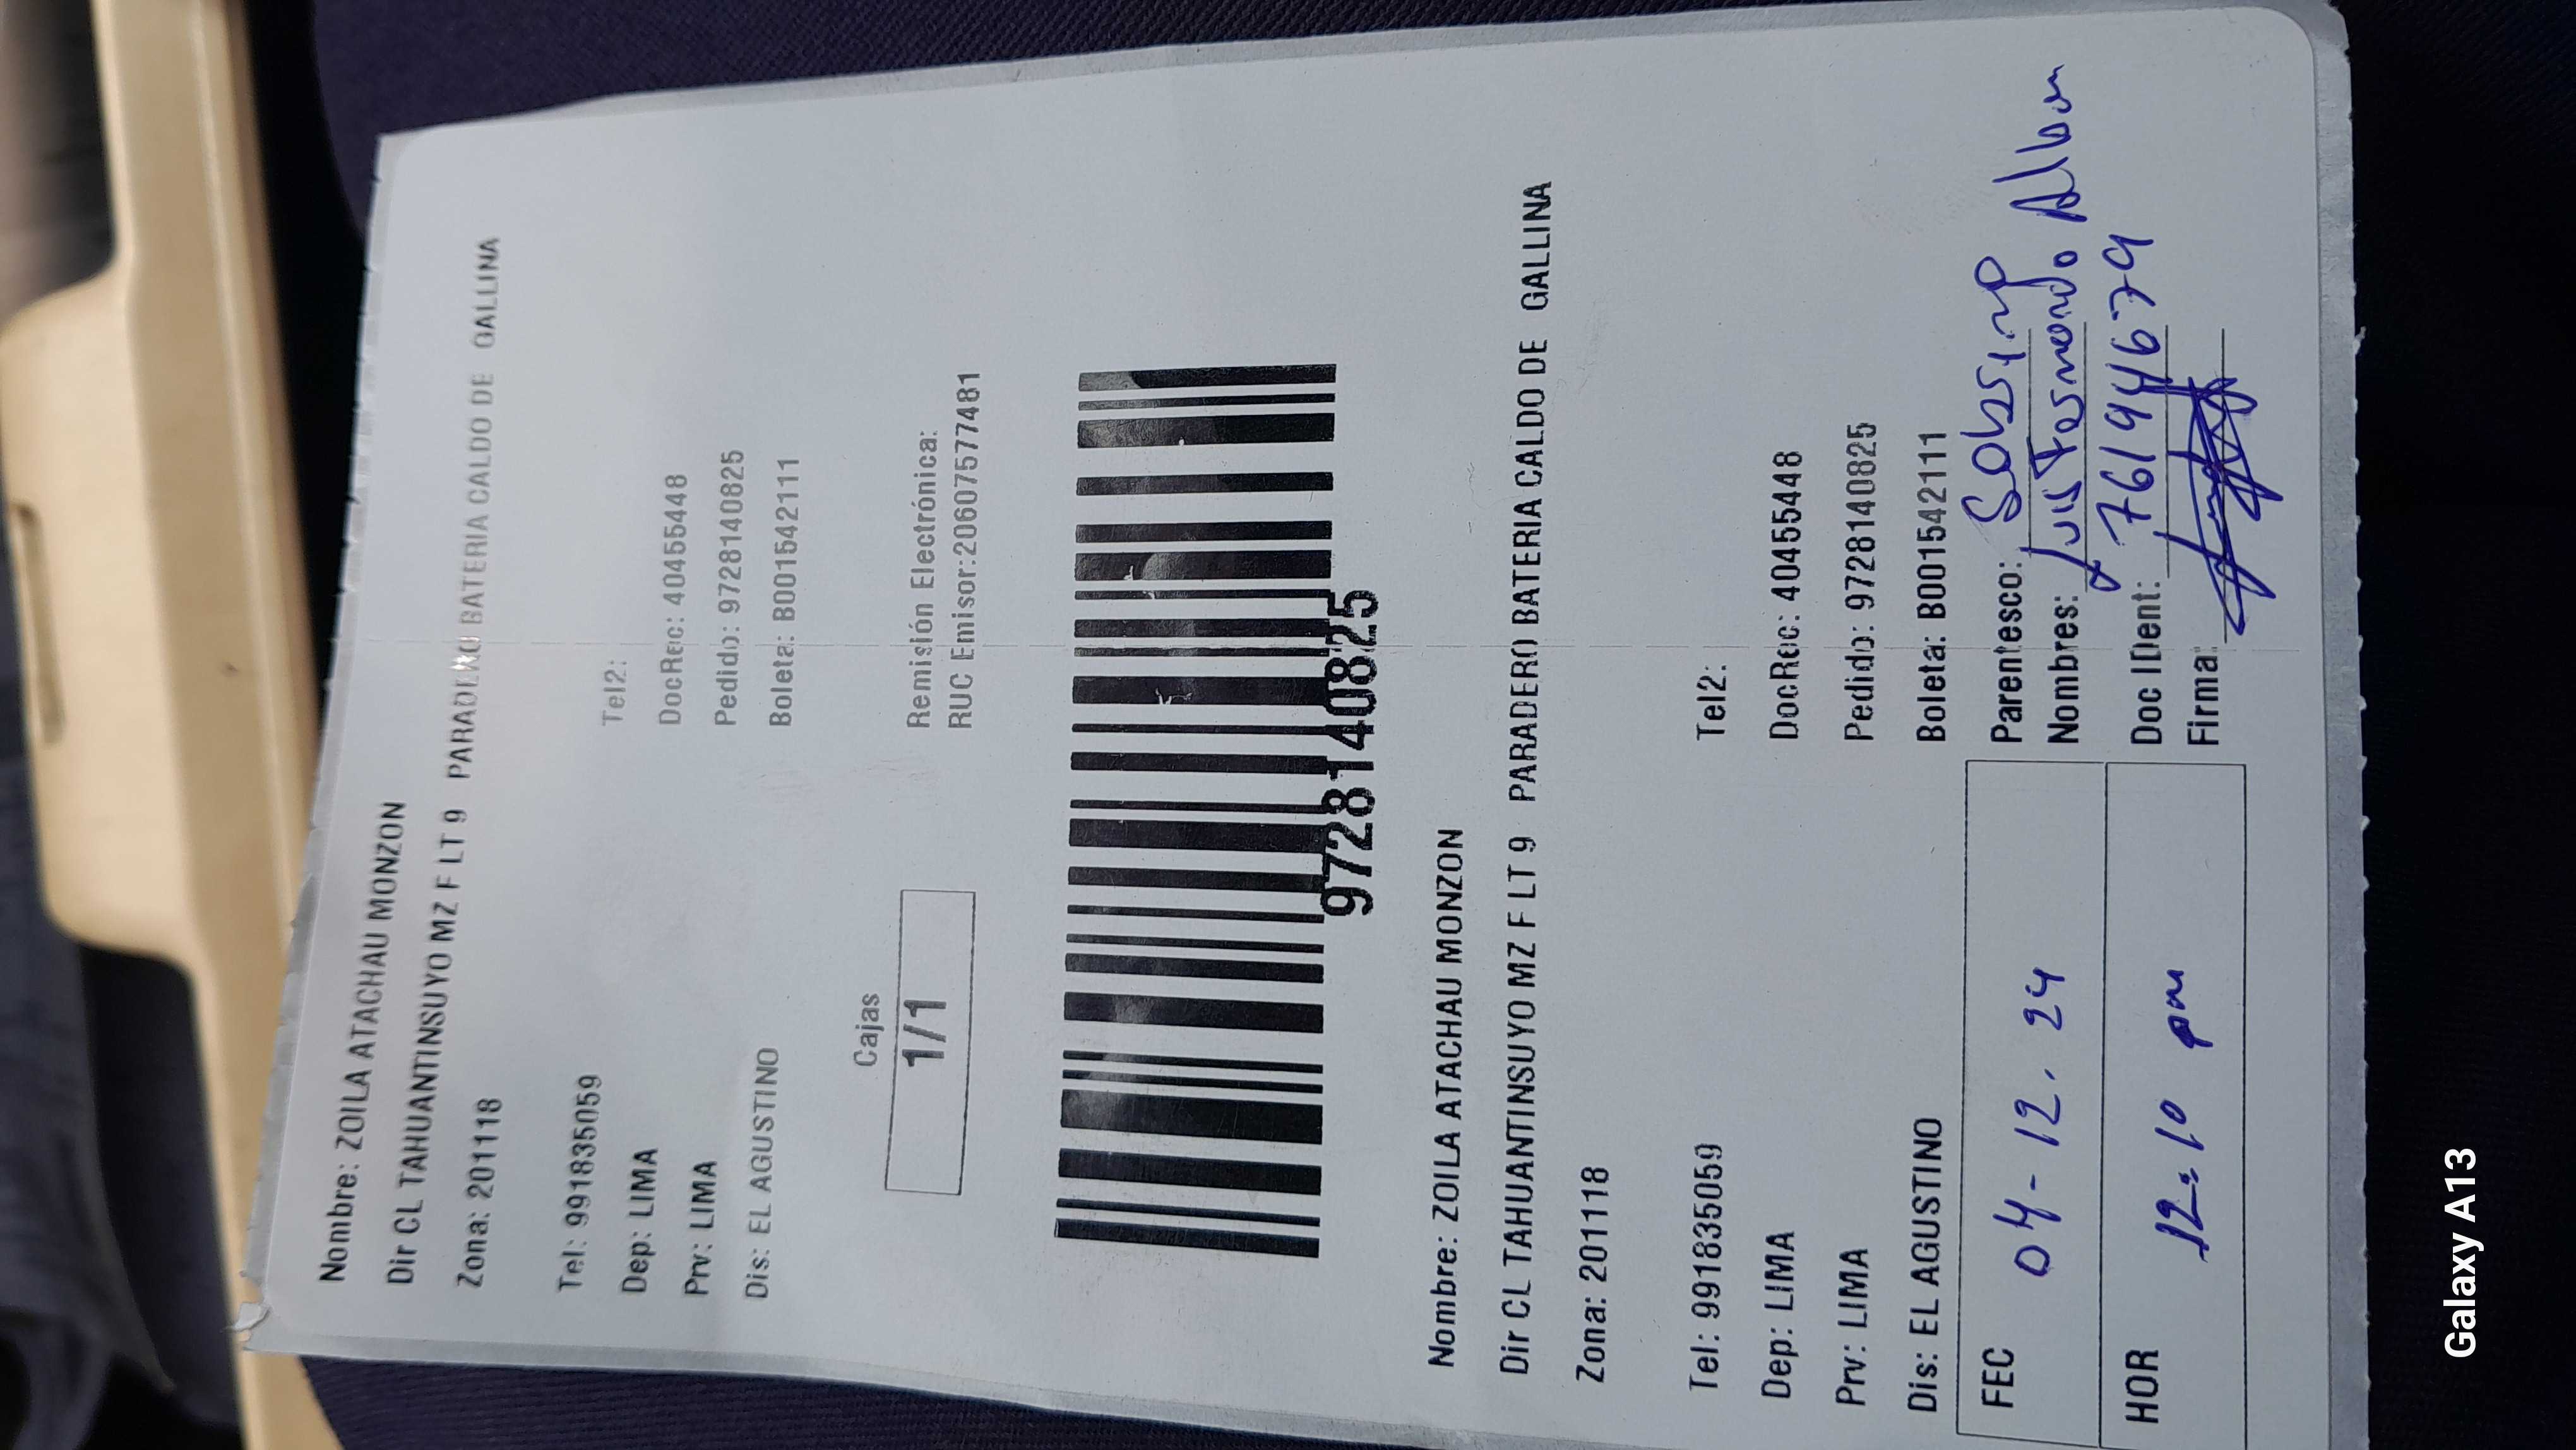 Nombre: ZOILA ATACHAU MONZON
Dir CL TAHUANTINSUYO MZ F LT 9 PARADERO BATERIA CALDO DE GALLINA
Zona: 201118
Tel: 991835059
Tel2:
Dep: LIMA
DocRec: 40455448
Prv: LIMA
Pedido: 9728140825
Dis: EL AGUSTINO
Boleta: B001542111
Cajas
1/1
Remisión Electrónica:
RUC Emisor:20607577481
9728140825
Nombre: ZOILA ATACHAU MONZON
Dir CL TAHUANTINSUYO MZ F LT 9 PARADERO BATERIA CALDO DE GALLINA
Zona: 201118
Tel: 991835059
Tel2:
Dep: LIMA
DocRec: 40455448
Prv: LIMA
Pedido: 9728140825
Dis: EL AGUSTINO
Boleta: B001542111
FEC 04-12.24
Parentesco: Sobrino
Nombres: Luis Fernando Alban
HOR 12:10 pm
Doc IDent: 76194679
Firma:
Galaxy A13